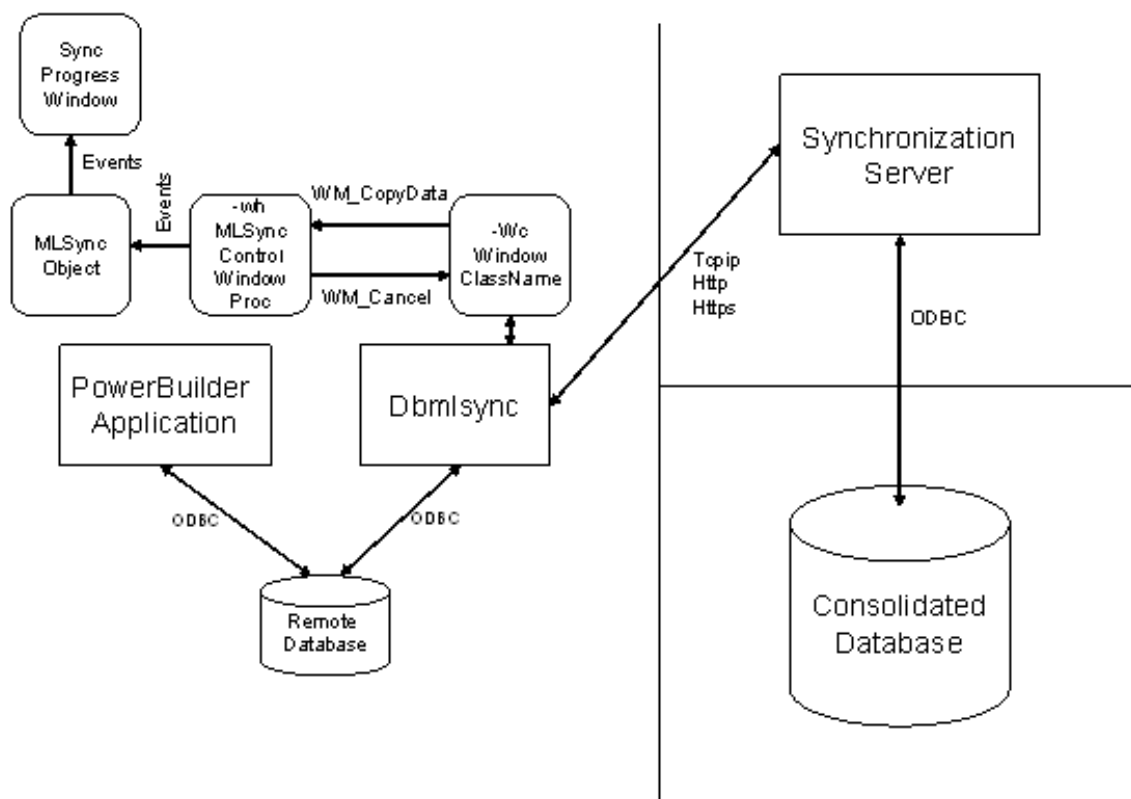 Sync
Progress
Window
Events
MLSync
Object
Events
-wh
MLSync
Control
Window
Proc
WM_CopyData
WM_Cancel
-Wc
Window
ClassName
PowerBuilder
Application
Dbmlsync
ODBC
ODBC
Remote
Database
Tcpip
Http
Https
Synchronization
Server
ODBC
Consolidated
Database